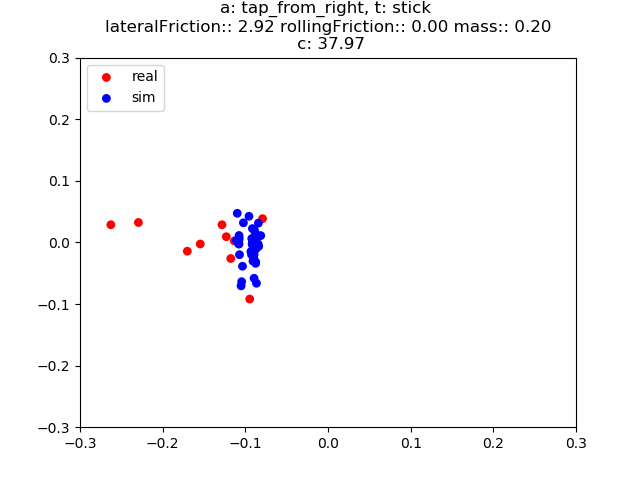 a: tap_from_right, t: stick
lateralFriction:: 2.92 rollingFriction:: 0.00 mass:: 0.20
c: 37.97
real
sim
0.3
0.2
0.1
0.0
−0.1
−0.2
−0.3
−0.3
−0.2
−0.1
0.0
0.1
0.2
0.3